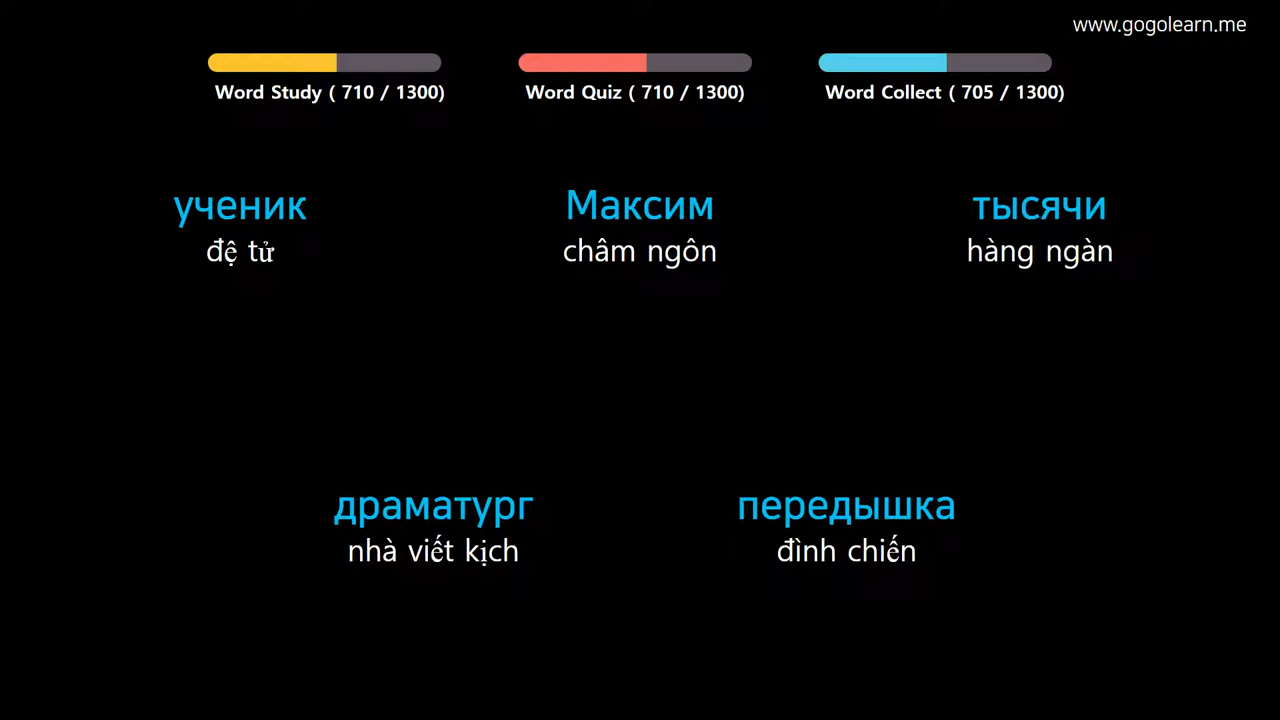 www.gogolearn.me
Word Study ( 710 / 1300)
Word Quiz ( 710 / 1300)
Word Collect ( 705 / 1300)
ученик
đệ tử
Максим
châm ngôn
тысячи
hàng ngàn
драматург
nhà viết kịch
передышка
đình chiến